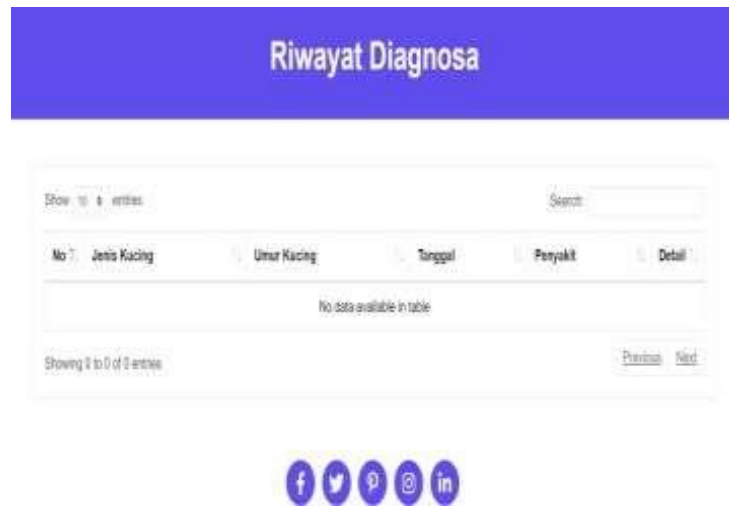 Riwayat Diagnosa
Show 10 entries Search:
No Jenis Kucing Umur Kucing Tanggal Penyakit Detail
No data available in table
Showing 0 to 0 of 0 entries Previous Next